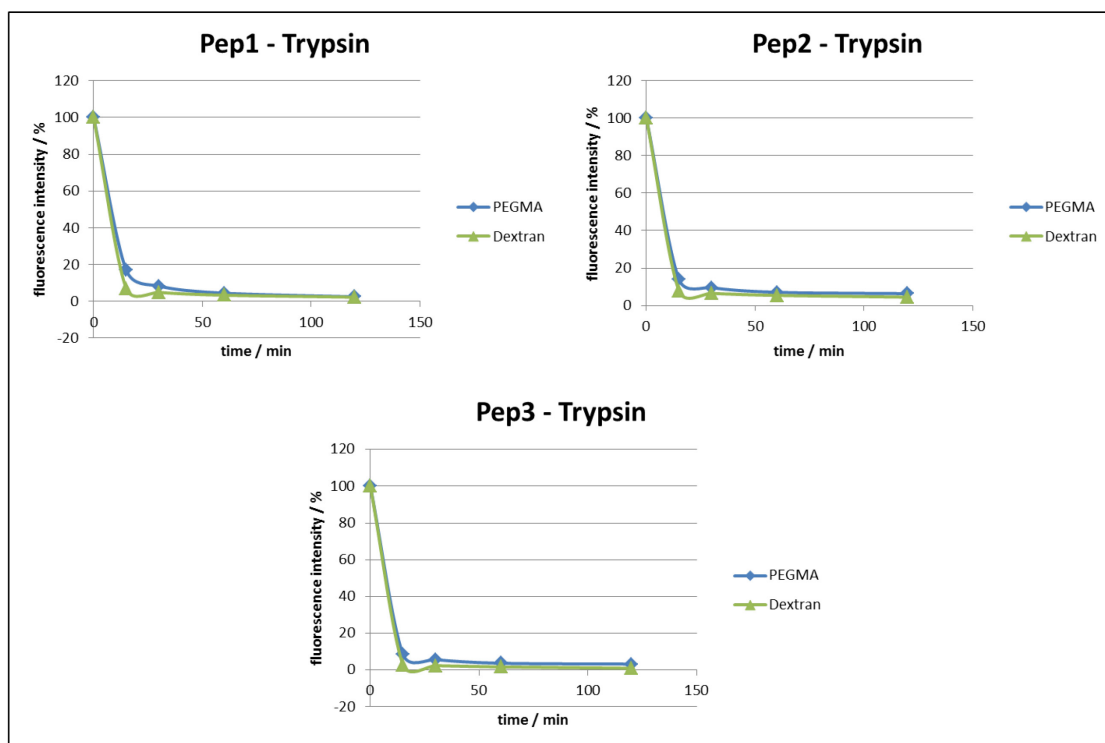 Pep1 - Trypsin
fluorescence intensity / %
120
100
80
60
40
20
0
-20
0
50
100
150
time / min
PEGMA
Dextran
Pep2 - Trypsin
fluorescence intensity / %
120
100
80
60
40
20
0
0
50
100
150
time / min
PEGMA
Dextran
Pep3 - Trypsin
fluorescence intensity / %
120
100
80
60
40
20
0
-20
0
50
100
150
time / min
PEGMA
Dextran